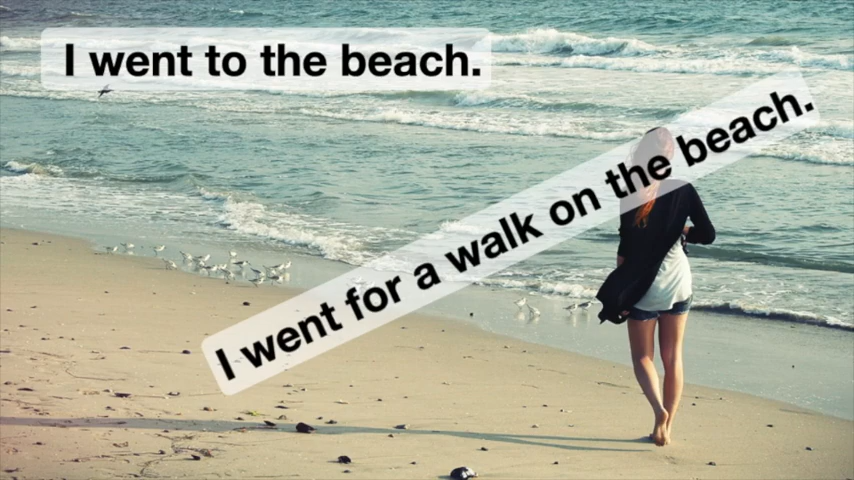 I went to the beach.
I went for a walk on the beach.